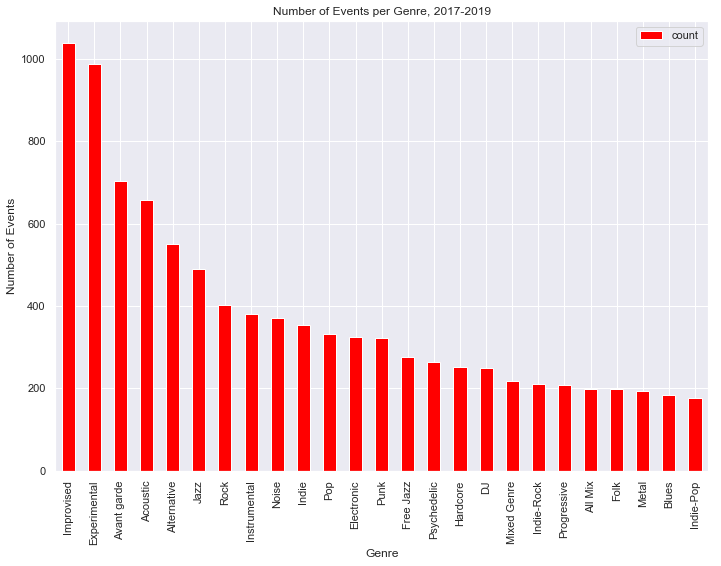 Number of Events per Genre, 2017-2019
count
Number of Events
1000
800
600
400
200
0
Improvised
Experimental
Avant garde
Acoustic
Alternative
Jazz
Rock
Instrumental
Noise
Indie
Pop
Electronic
Punk
Free Jazz
Psychedelic
Hardcore
DJ
Mixed Genre
Indie-Rock
Progressive
All Mix
Folk
Metal
Blues
Indie-Pop
Genre